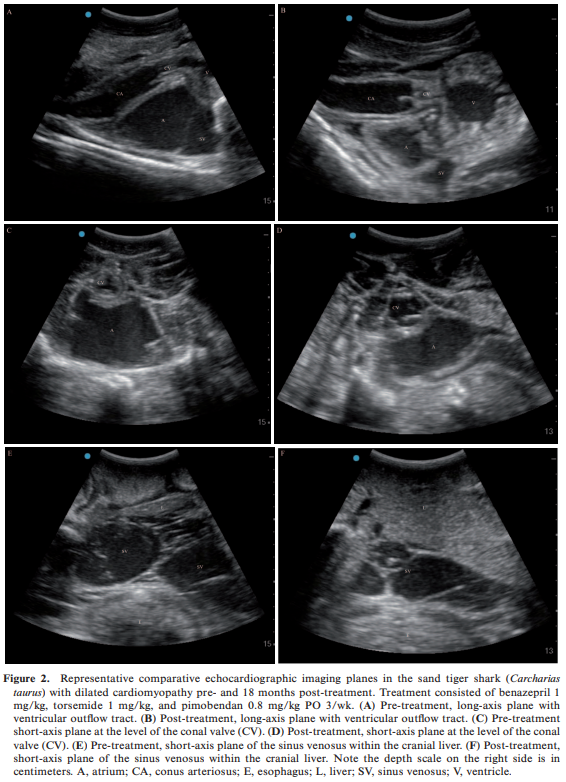 A
CV
V
CA
A
SV
15
B
CA
CV
V
A
SV
11
C
CV
A
15
D
CV
A
13
E
L
SV
SV
L
15
F
L
SV
L
13
Figure 2. Representative comparative echocardiographic imaging planes in the sand tiger shark (Carcharias
taurus) with dilated cardiomyopathy pre- and 18 months post-treatment. Treatment consisted of benazepril 1
mg/kg, torsemide 1 mg/kg, and pimobendan 0.8 mg/kg PO 3/wk. (A) Pre-treatment, long-axis plane with
ventricular outflow tract. (B) Post-treatment, long-axis plane with ventricular outflow tract. (C) Pre-treatment
short-axis plane at the level of the conal valve (CV). (D) Post-treatment, short-axis plane at the level of the conal
valve (CV). (E) Pre-treatment, short-axis plane of the sinus venosus within the cranial liver. (F) Post-treatment,
short-axis plane of the sinus venosus within the cranial liver. Note the depth scale on the right side is in
centimeters. A, atrium; CA, conus arteriosus; E, esophagus; L, liver; SV, sinus venosus; V, ventricle.